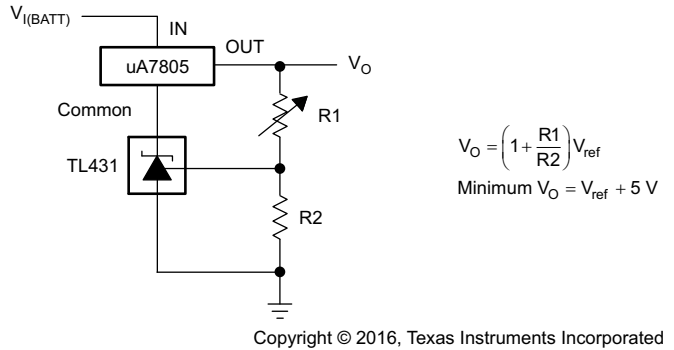 V_I(BATT)
IN
OUT
uA7805
V_O
Common
R1
TL431
R2
V_O = (1 + R1/R2) V_ref
Minimum V_O = V_ref + 5 V
Copyright © 2016, Texas Instruments Incorporated